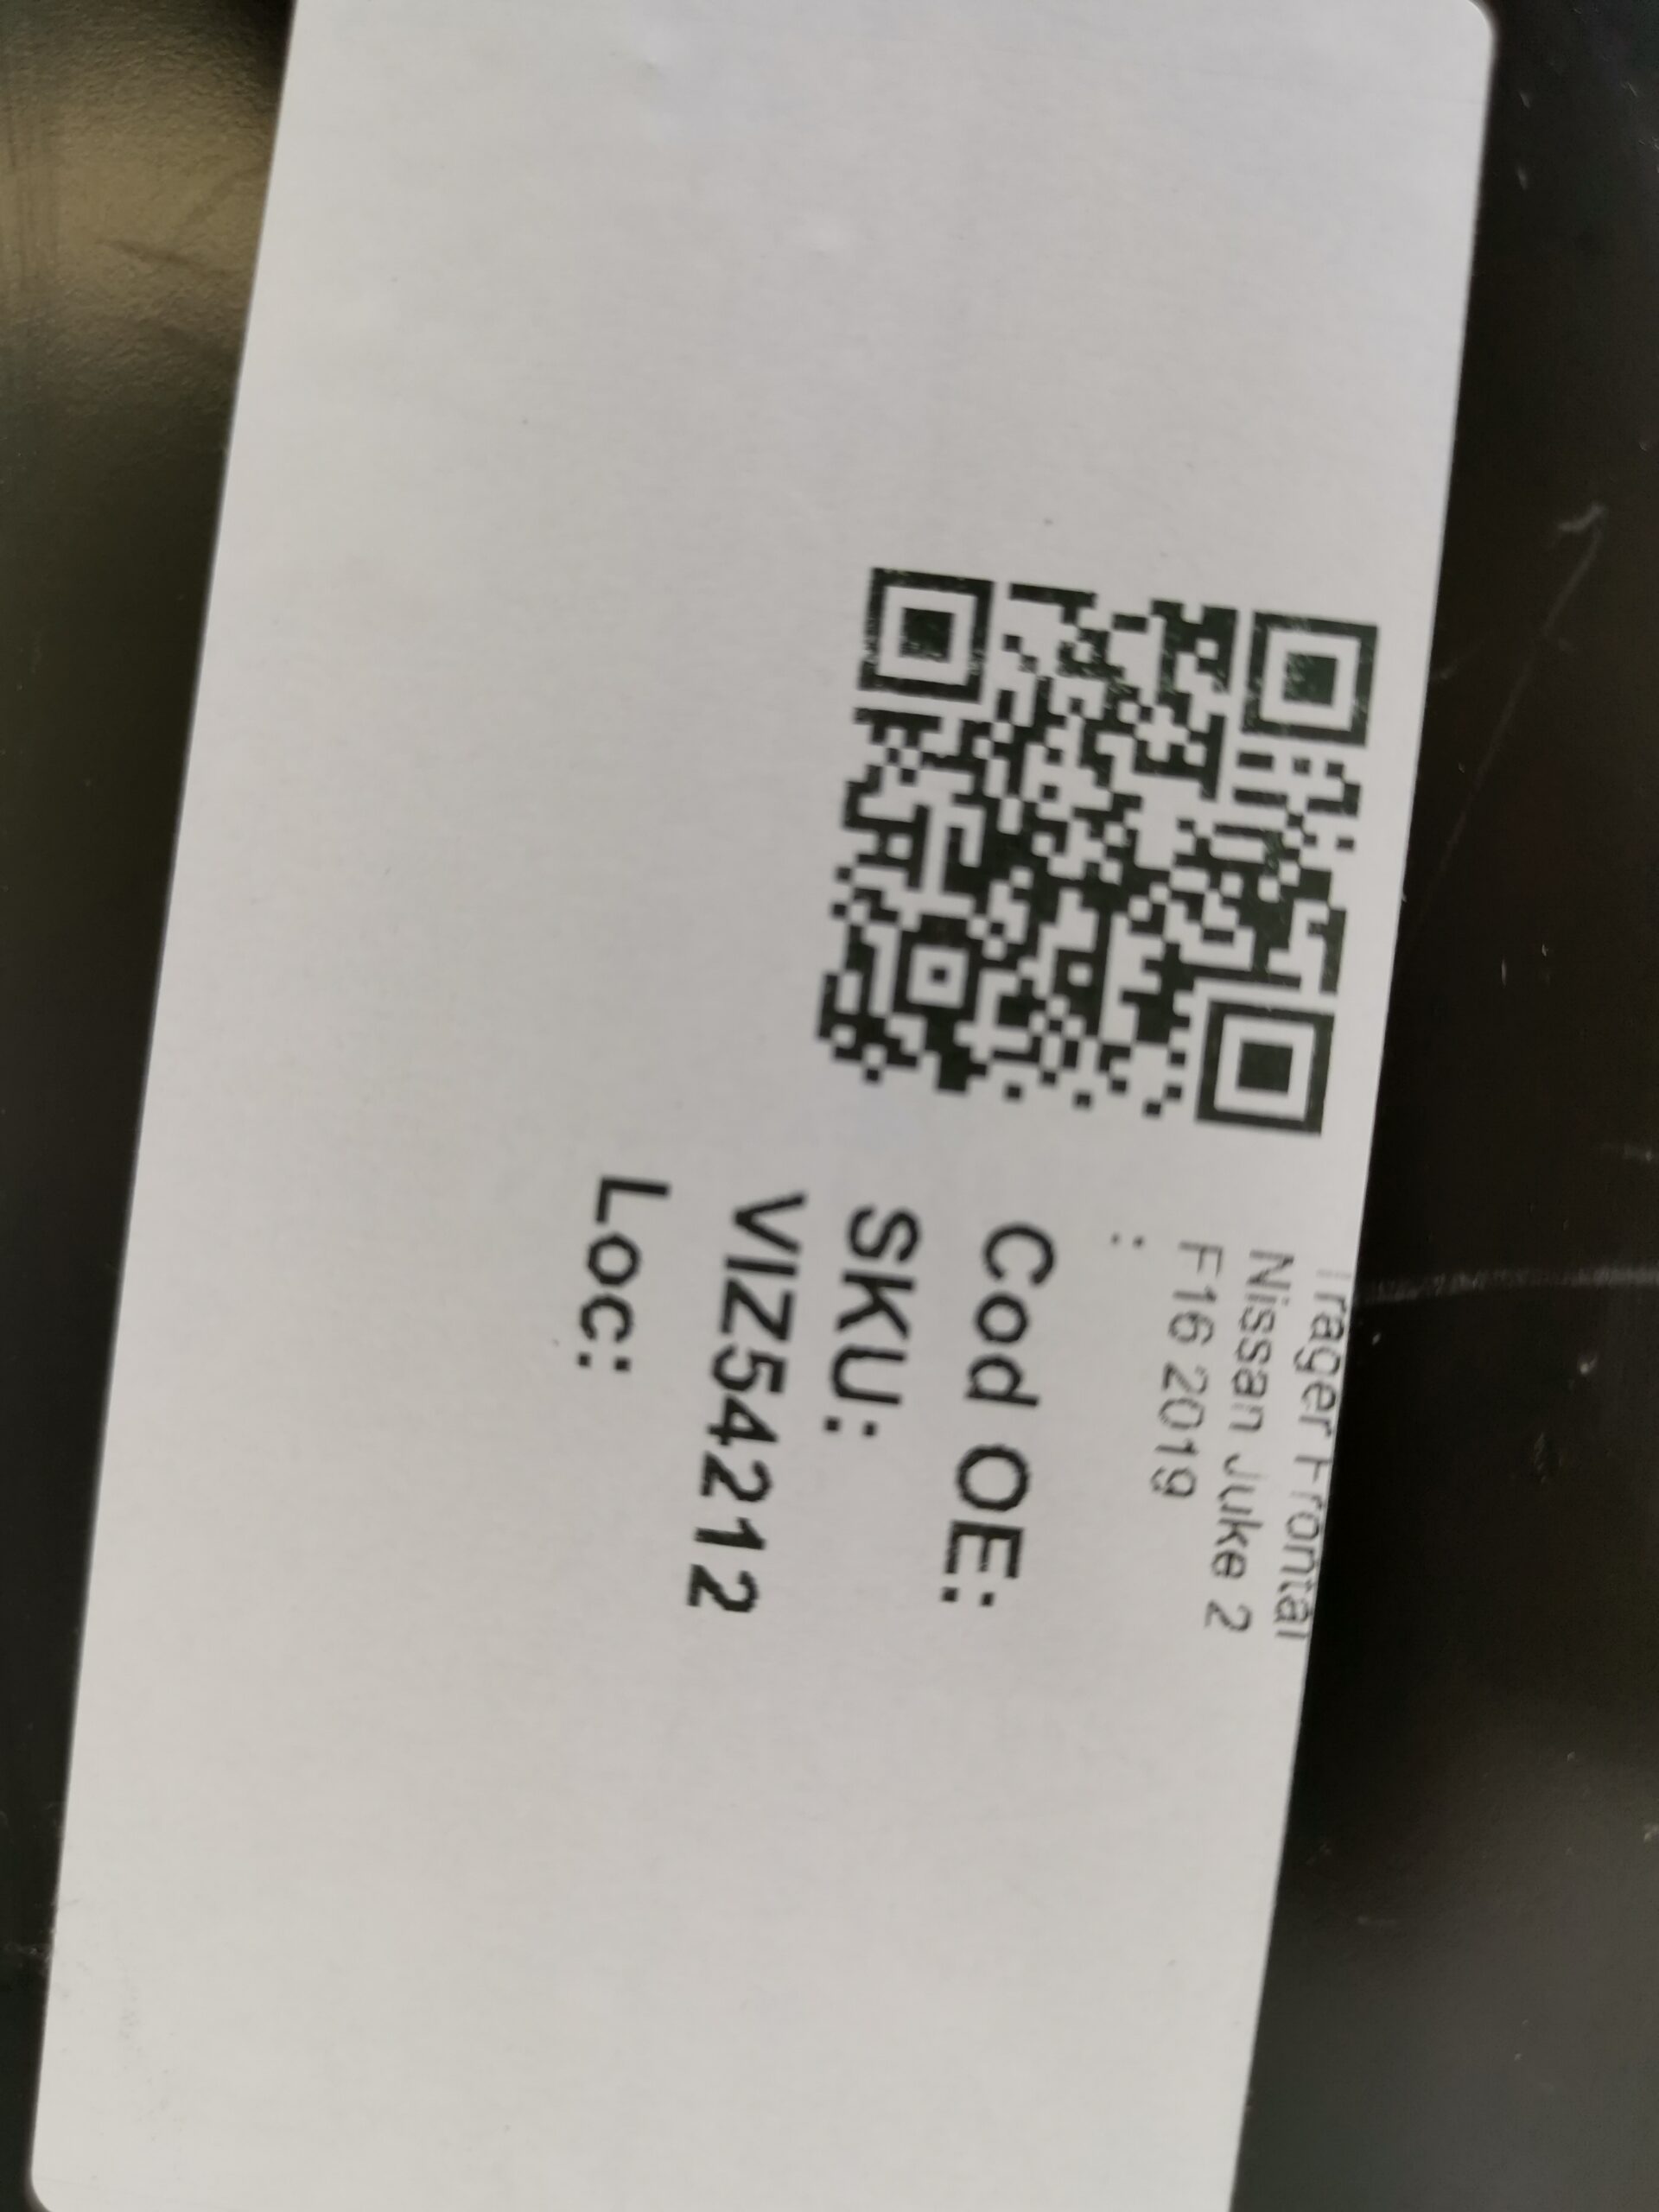 Trager Frontal
Nissan Juke 2
F16 2019
:
Cod OE:
SKU:
VIZ54212
Loc: